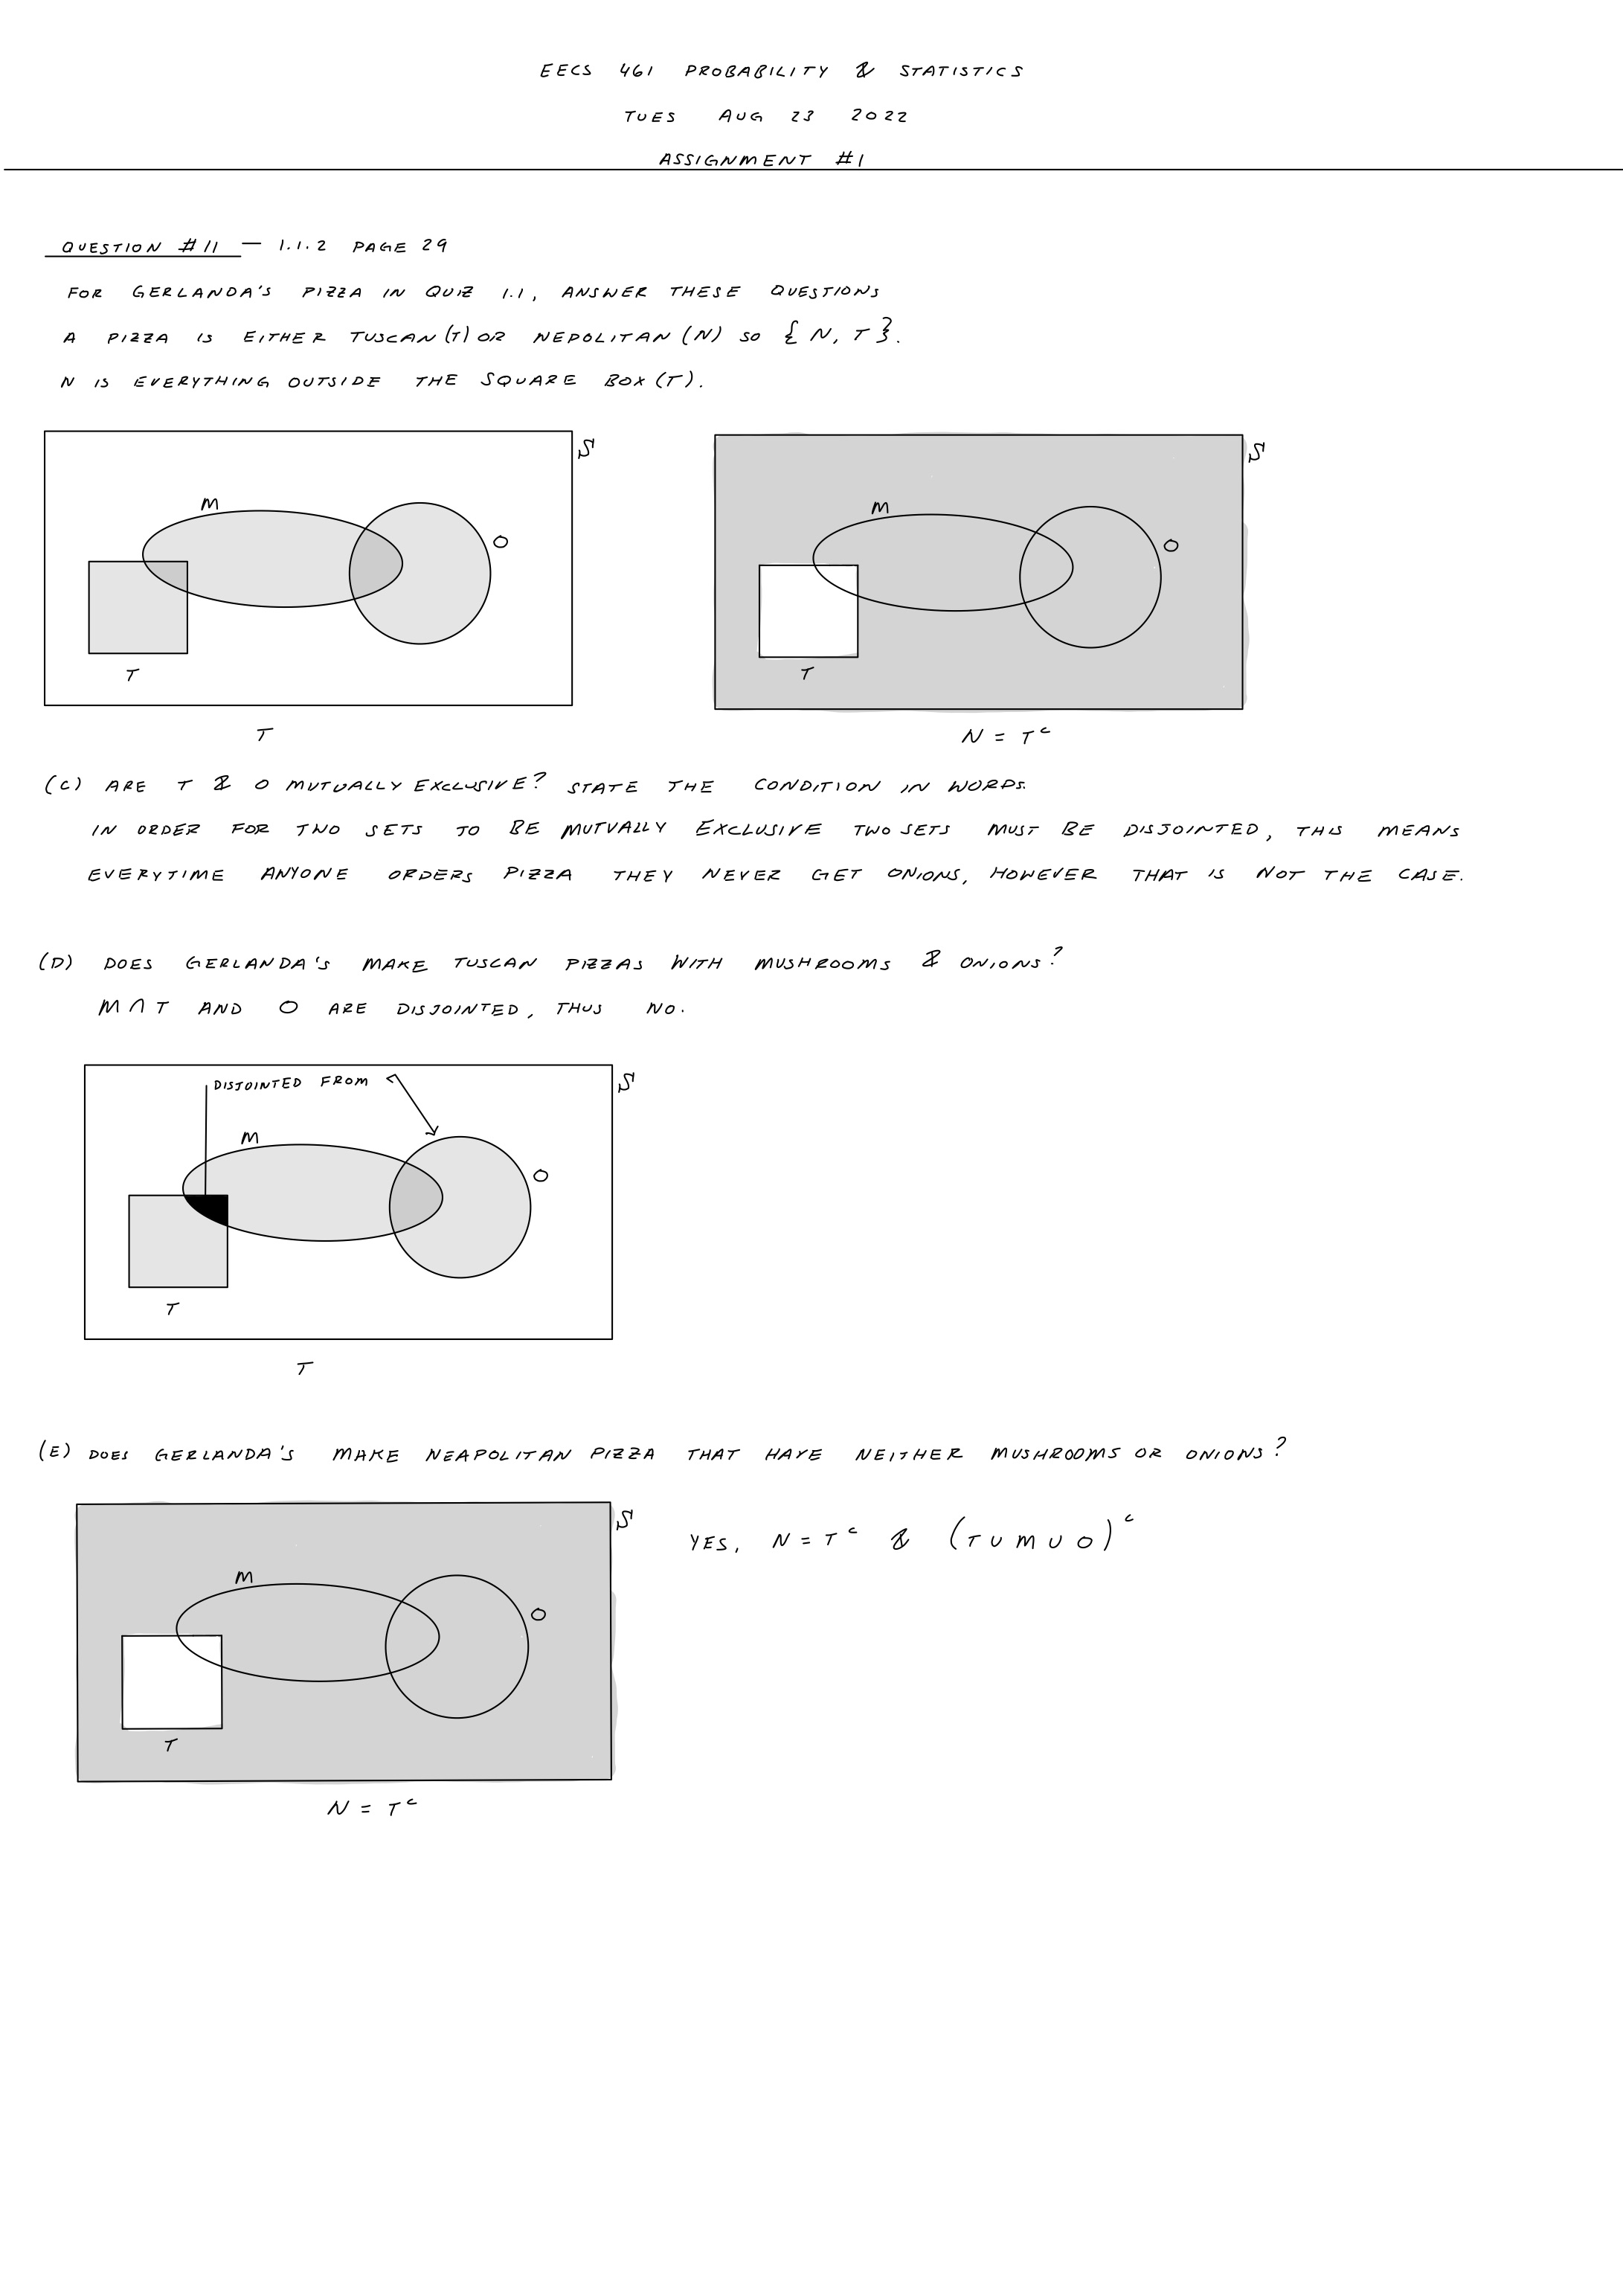 EECS 461 PROBABILITY & STATISTICS
TUES AUG 23 2022
ASSIGNMENT #1
QUESTION #11 — 1.1.2 PAGE 29
FOR GERLANDA'S PIZZA IN QUIZ 1.1, ANSWER THESE QUESTIONS
A PIZZA IS EITHER TUSCAN (T) OR NEPOLITAN (N) SO { N, T }.
N IS EVERYTHING OUTSIDE THE SQUARE BOX (T).
S
M
O
T
T
S
M
O
T
N = Tᶜ
(C) ARE T & O MUTUALLY EXCLUSIVE? STATE THE CONDITION IN WORDS.
IN ORDER FOR TWO SETS TO BE MUTUALLY EXCLUSIVE TWO SETS MUST BE DISJOINTED, THIS MEANS
EVERYTIME ANYONE ORDERS PIZZA THEY NEVER GET ONIONS, HOWEVER THAT IS NOT THE CASE.
(D) DOES GERLANDA'S MAKE TUSCAN PIZZAS WITH MUSHROOMS & ONIONS?
M ∩ T AND O ARE DISJOINTED, THUS NO.
DISJOINTED FROM
S
M
O
T
T
(E) DOES GERLANDA'S MAKE NEAPOLITAN PIZZA THAT HAVE NEITHER MUSHROOMS OR ONIONS?
S
YES, N = Tᶜ & (T ∪ M ∪ O)ᶜ
M
O
T
N = Tᶜ